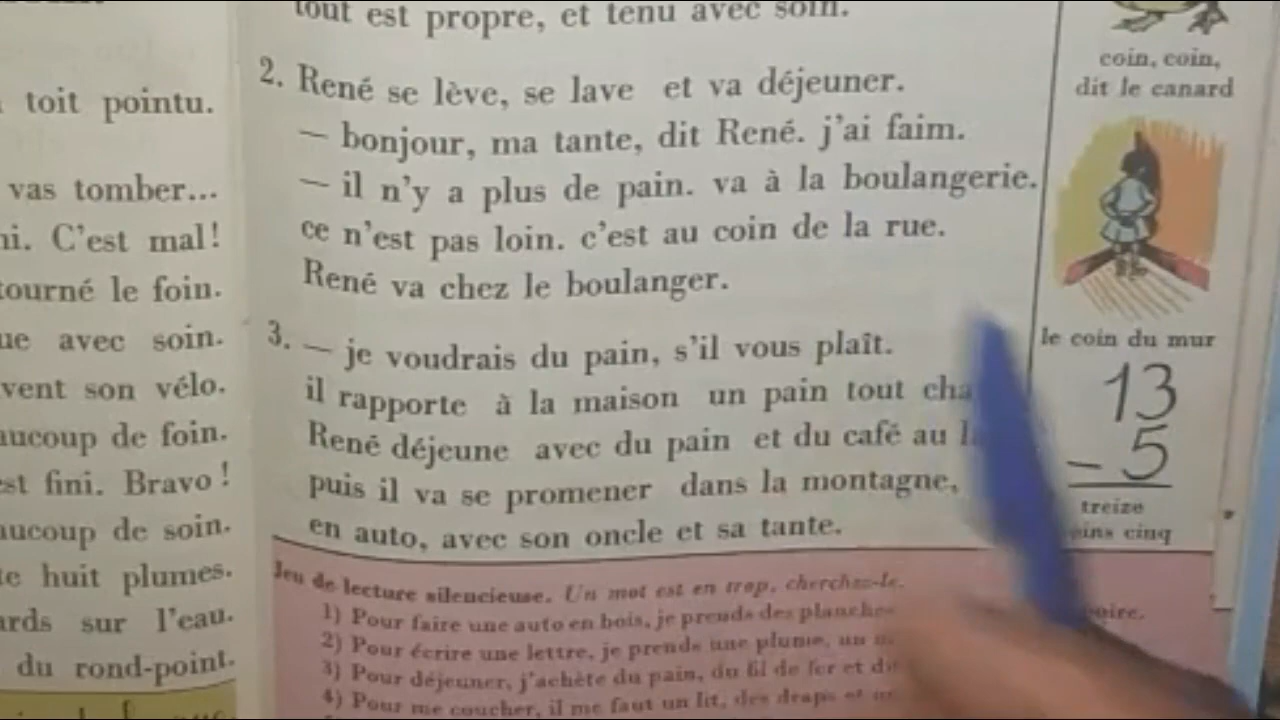 tout est propre, et tenu avec soin.
2. René se lève, se lave et va déjeuner.
— bonjour, ma tante, dit René. j'ai faim.
— il n'y a plus de pain. va à la boulangerie.
ce n'est pas loin. c'est au coin de la rue.
René va chez le boulanger.
3. — je voudrais du pain, s'il vous plaît.
il rapporte à la maison un pain tout
René déjeune avec du pain et du café au
puis il va se promener dans la montagne,
en auto, avec son oncle et sa tante.
Jeu de lecture silencieuse. Un mot est en trop, cherchez-le.
1) Pour faire une auto en bois, je prends des planches
2) Pour écrire une lettre, je prends une plume, un
3) Pour déjeuner, j'achète du pain, du fil de fer et
4) Pour me coucher, il me faut un lit, des draps et
toit pointu.
vas tomber...
C'est mal!
le foin.
avec soin.
son vélo.
de foin.
fini. Bravo !
de soin.
huit plumes.
sur l'eau.
du rond-point.
coin, coin,
dit le canard
le coin du mur
13
- 5
treize
cinq